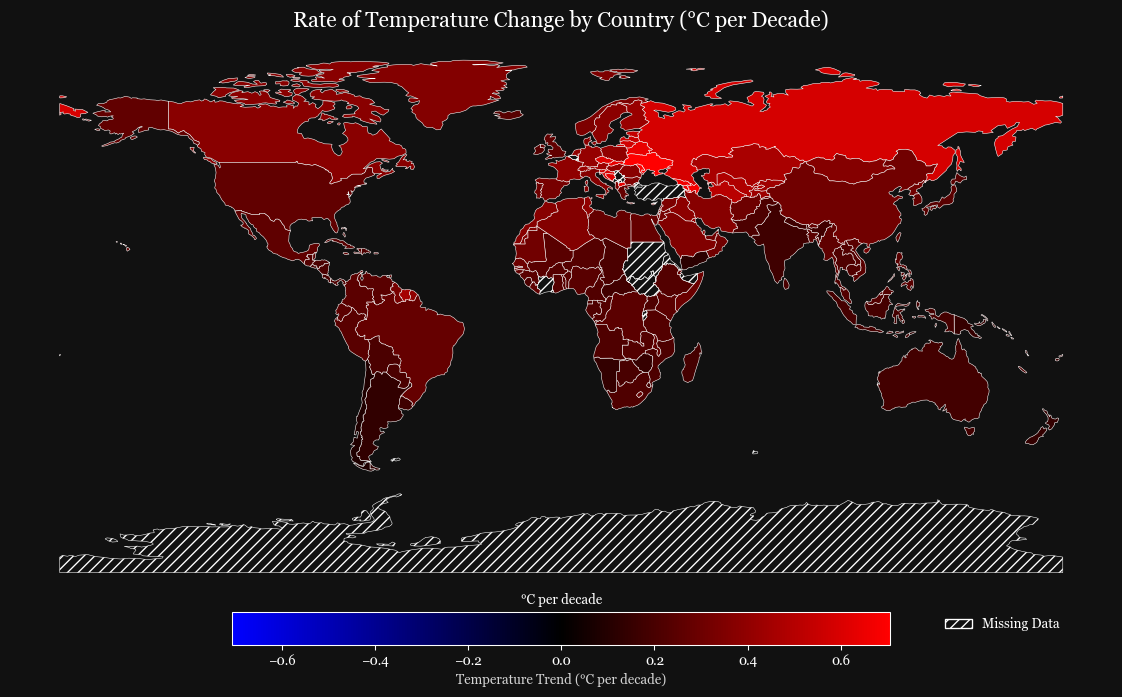 Rate of Temperature Change by Country (°C per Decade)
°C per decade
Missing Data
−0.6 −0.4 −0.2 0.0 0.2 0.4 0.6
Temperature Trend (°C per decade)